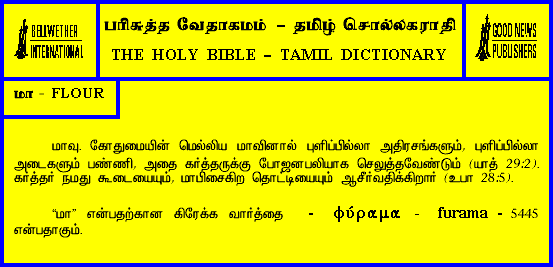 BELLWETHER
INTERNATIONAL
பரிசுத்த வேதாகமம் – தமிழ் சொல்லகராதி
THE HOLY BIBLE – TAMIL DICTIONARY
GOOD NEWS
PUBLISHERS
மா - FLOUR
மாவு. கோதுமையின் மெல்லிய மாவினால் புளிப்பில்லா அதிரசங்களும், புளிப்பில்லா
அடைகளும் பண்ணி, அதை கர்த்தருக்கு போஜனபலியாக செலுத்தவேண்டும் (யாத் 29:2).
கர்த்தர் நமது கூடையையும், மாபிசைகிற தொட்டியையும் ஆசீர்வதிக்கிறார் (உபா 28:5).
“மா” என்பதற்கான கிரேக்க வார்த்தை - φύραμα - furama - 5445
என்பதாகும்.